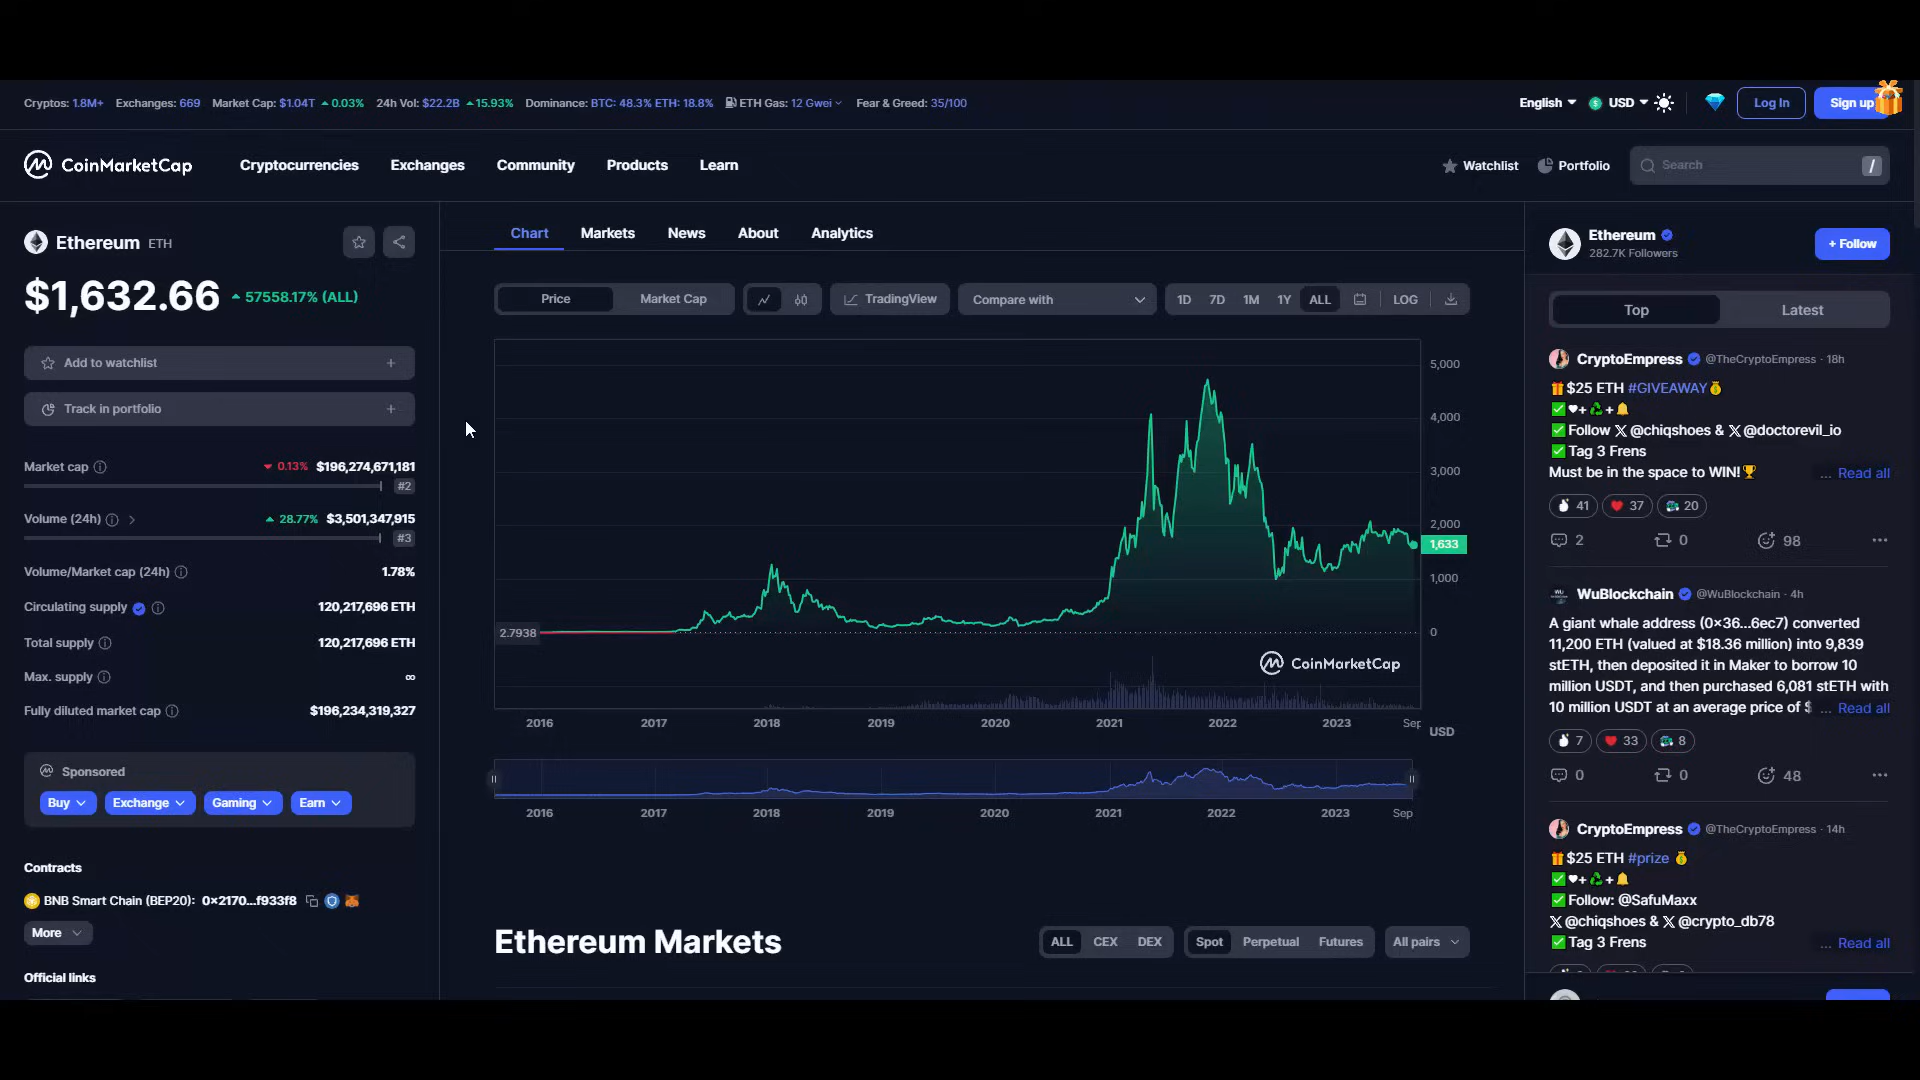 Cryptos: 1.8M+ Exchanges: 669 Market Cap: $1.04T 0.03% 24h Vol: $22.2B 15.93% Dominance: BTC: 48.3% ETH: 18.8% ETH Gas: 12 Gwei Fear & Greed: 35/100
English USD Log In Sign up
CoinMarketCap Cryptocurrencies Exchanges Community Products Learn
Watchlist Portfolio Search /
Ethereum ETH
$1,632.66 57558.17% (ALL)
Add to watchlist +
Track in portfolio +
Market cap 0.13% $196,274,671,181
#2
Volume (24h) 28.77% $3,501,347,915
#3
Volume/Market cap (24h) 1.78%
Circulating supply 120,217,696 ETH
Total supply 120,217,696 ETH
Max. supply ∞
Fully diluted market cap $196,234,319,327
Sponsored
Buy Exchange Gaming Earn
Contracts
BNB Smart Chain (BEP20): 0x2170...f933f8
More
Official links
Chart Markets News About Analytics
Price Market Cap TradingView Compare with 1D 7D 1M 1Y ALL LOG
5,000
4,000
3,000
2,000
1,633
1,000
0
2.7938
CoinMarketCap
2016 2017 2018 2019 2020 2021 2022 2023 Sep
USD
2016 2017 2018 2019 2020 2021 2022 2023 Sep
Ethereum Markets
ALL CEX DEX Spot Perpetual Futures All pairs
Ethereum
282.7K Followers
+ Follow
Top Latest
CryptoEmpress @TheCryptoEmpress · 18h
🎁$25 ETH #GIVEAWAY💰
✅❤+♻+🔔
✅Follow 𝕏 @chiqshoes & 𝕏 @doctorevil_io
✅Tag 3 Frens
Must be in the space to WIN!🏆 ... Read all
41 37 20
2 0 98
WuBlockchain @WuBlockchain · 4h
A giant whale address (0x36...6ec7) converted
11,200 ETH (valued at $18.36 million) into 9,839
stETH, then deposited it in Maker to borrow 10
million USDT, and then purchased 6,081 stETH with
10 million USDT at an average price of $ ... Read all
7 33 8
0 0 48
CryptoEmpress @TheCryptoEmpress · 14h
🎁$25 ETH #prize 💰
✅❤+♻+🔔
✅Follow: @SafuMaxx
𝕏 @chiqshoes & 𝕏 @crypto_db78
✅Tag 3 Frens ... Read all